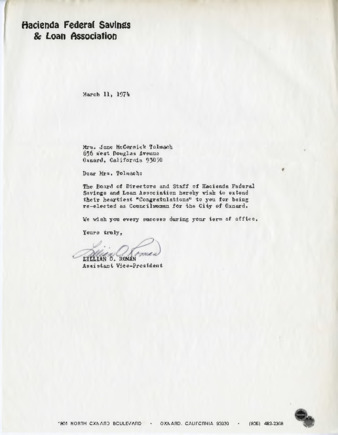 Hacienda Federal Savings
& Loan Association
March 11, 1974
Mrs. Jane McCormick Tolmach
656 West Douglas Avenue
Oxnard, California 93030
Dear Mrs. Tolmach:
The Board of Directors and Staff of Hacienda Federal
Savings and Loan Association hereby wish to extend
their heartiest "Congratulations" to you for being
re-elected as Councilwoman for the City of Oxnard.
We wish you every success during your term of office.
Yours truly,
Lillian O. Roman
LILLIAN O. ROMAN
Assistant Vice-President
NORTH OXNARD BOULEVARD • OXNARD, CALIFORNIA 93030 • (805)